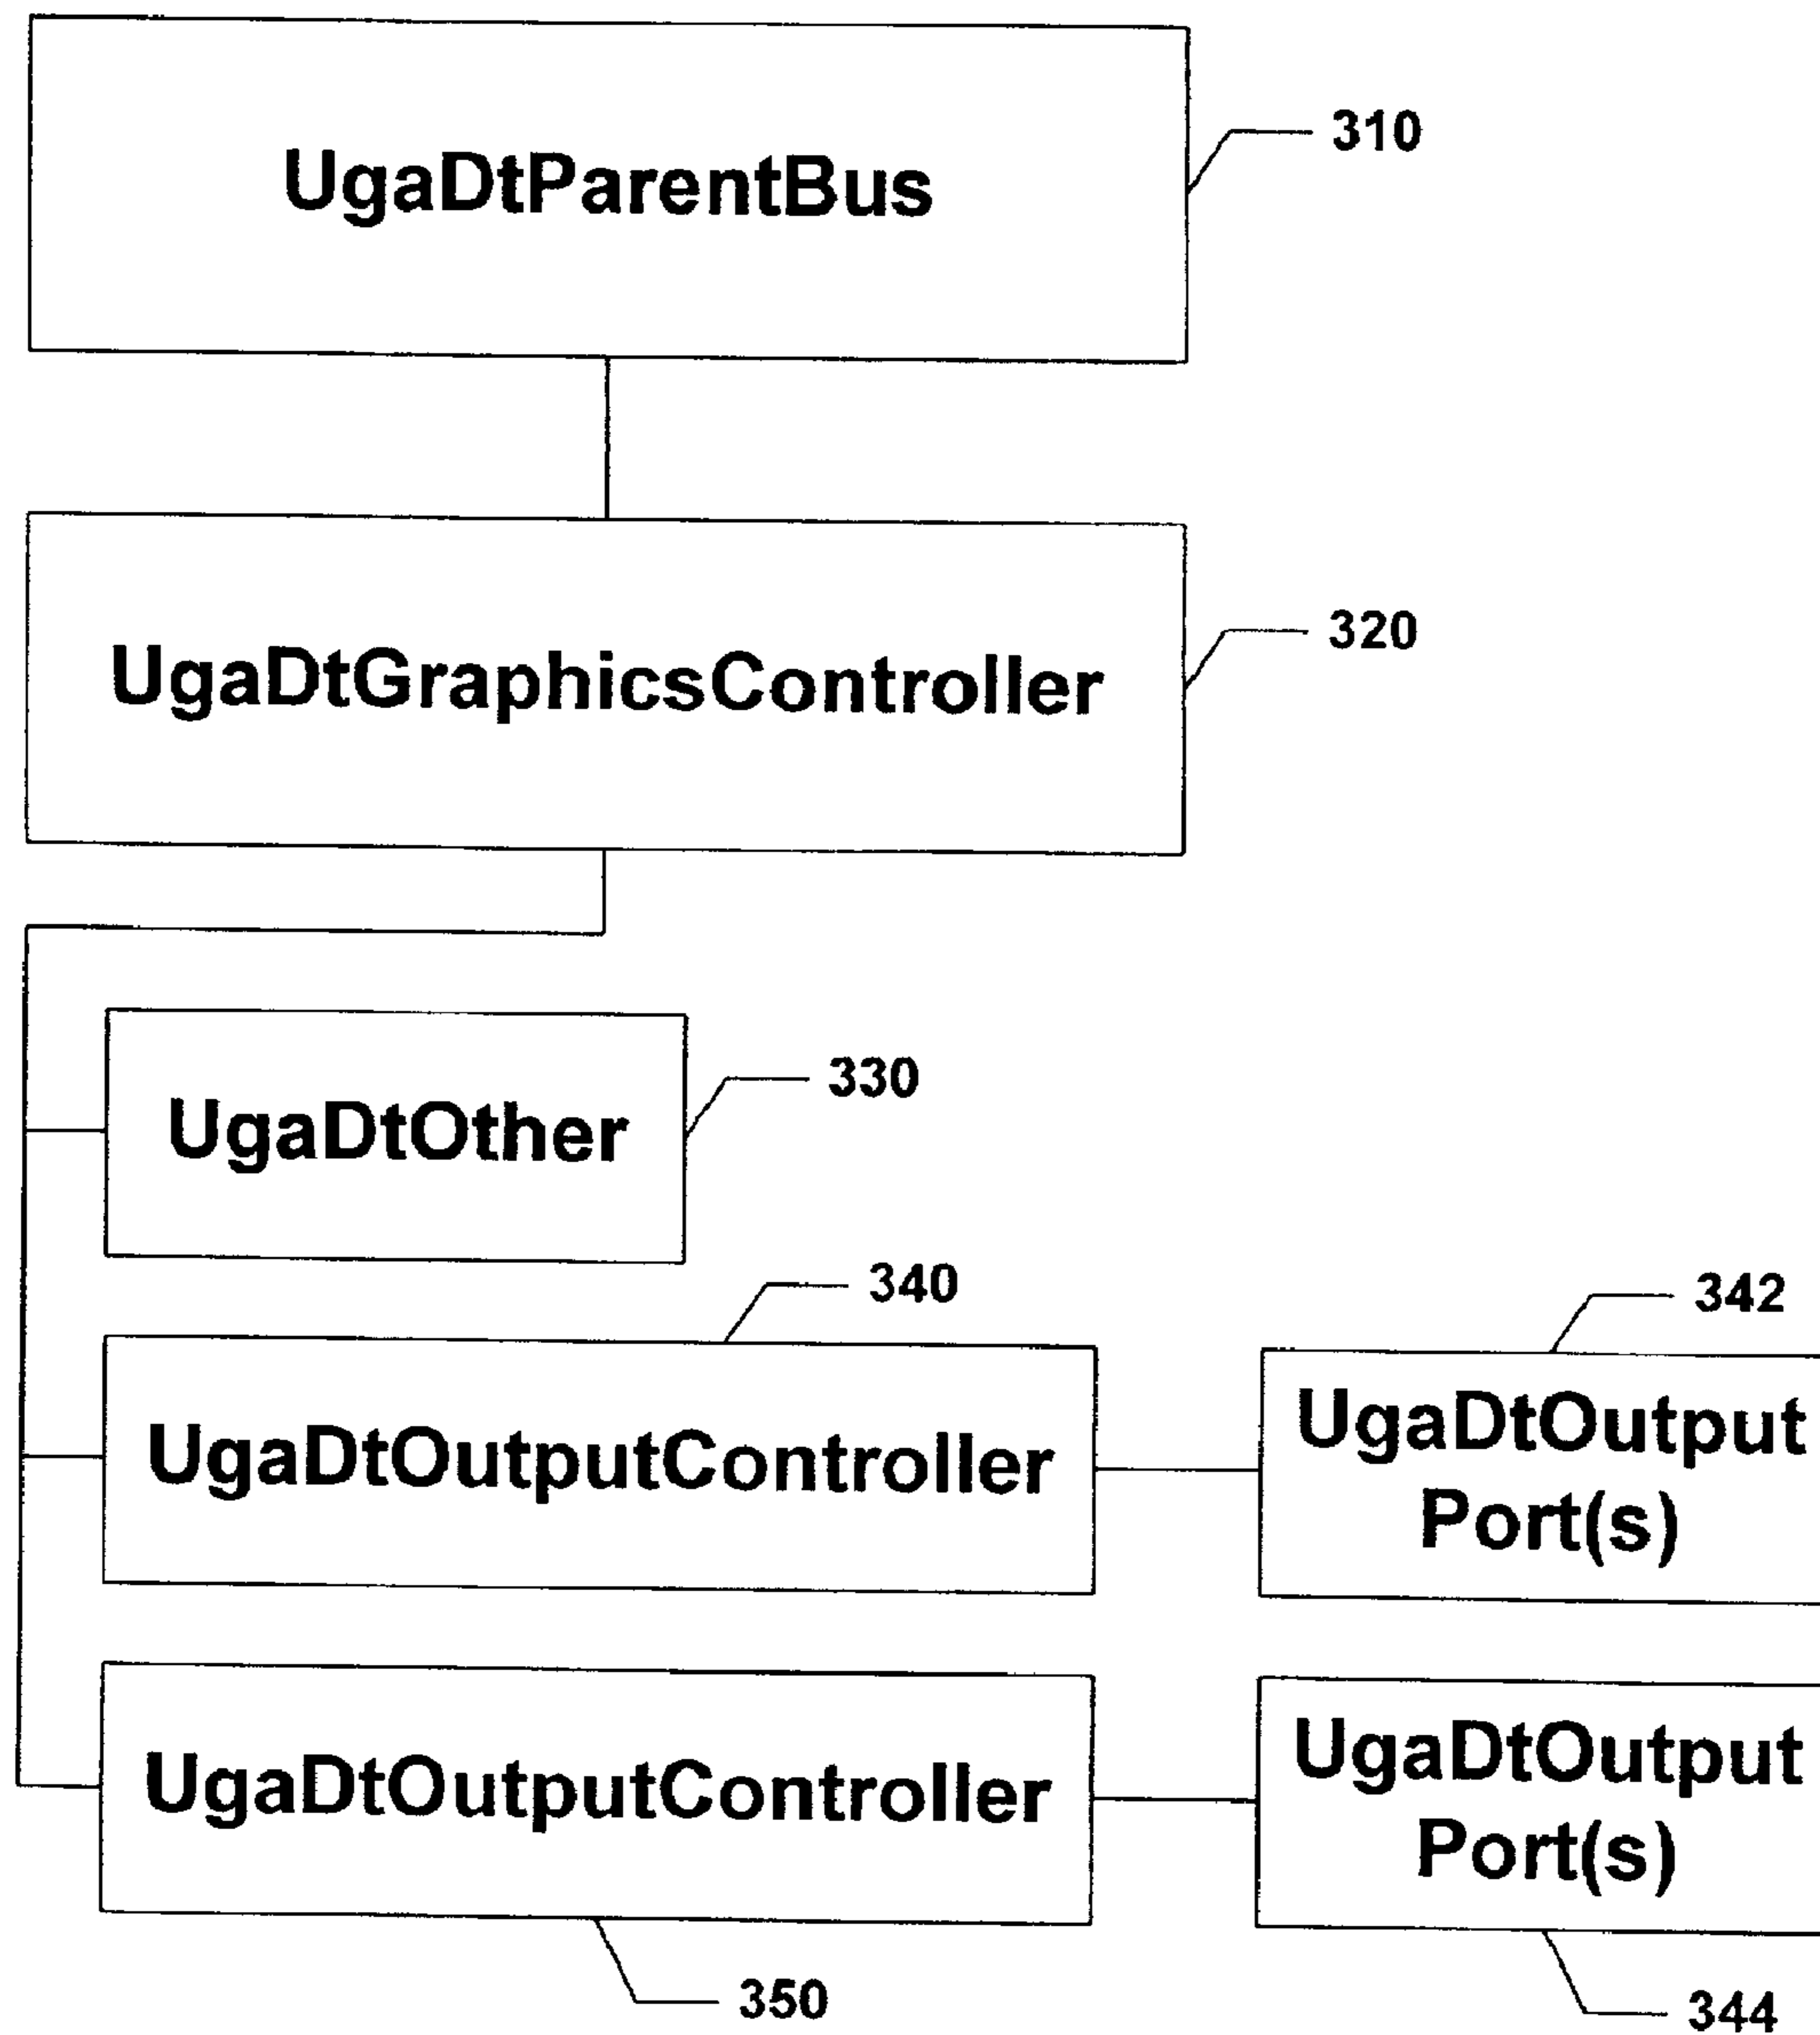 UgaDtParentBus
310
UgaDtGraphicsController
320
UgaDtOther
330
340
342
UgaDtOutputController
UgaDtOutput
Port(s)
UgaDtOutputController
UgaDtOutput
Port(s)
350
344